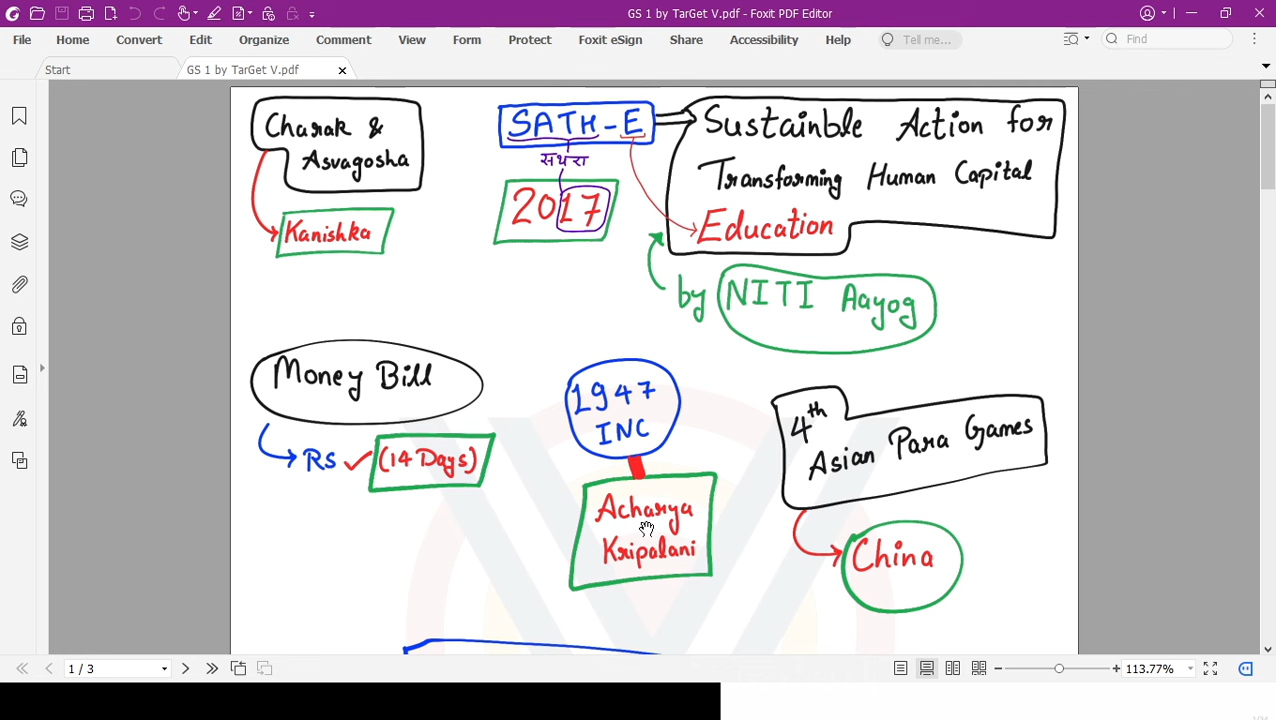 GS 1 by TarGet V.pdf - Foxit PDF Editor
File Home Convert Edit Organize Comment View Form Protect Foxit eSign Share Accessibility Help Tell me... Find
Start GS 1 by TarGet V.pdf
Charak &
Asvagosha
Kanishka
SATH-E
सथरा
2017
Sustainble Action for
Transforming Human Capital
Education
by NITI Aayog
Money Bill
RS (14 Days)
1947
INC
Acharya
Kripalani
4th
Asian Para Games
China
1 / 3
113.77%